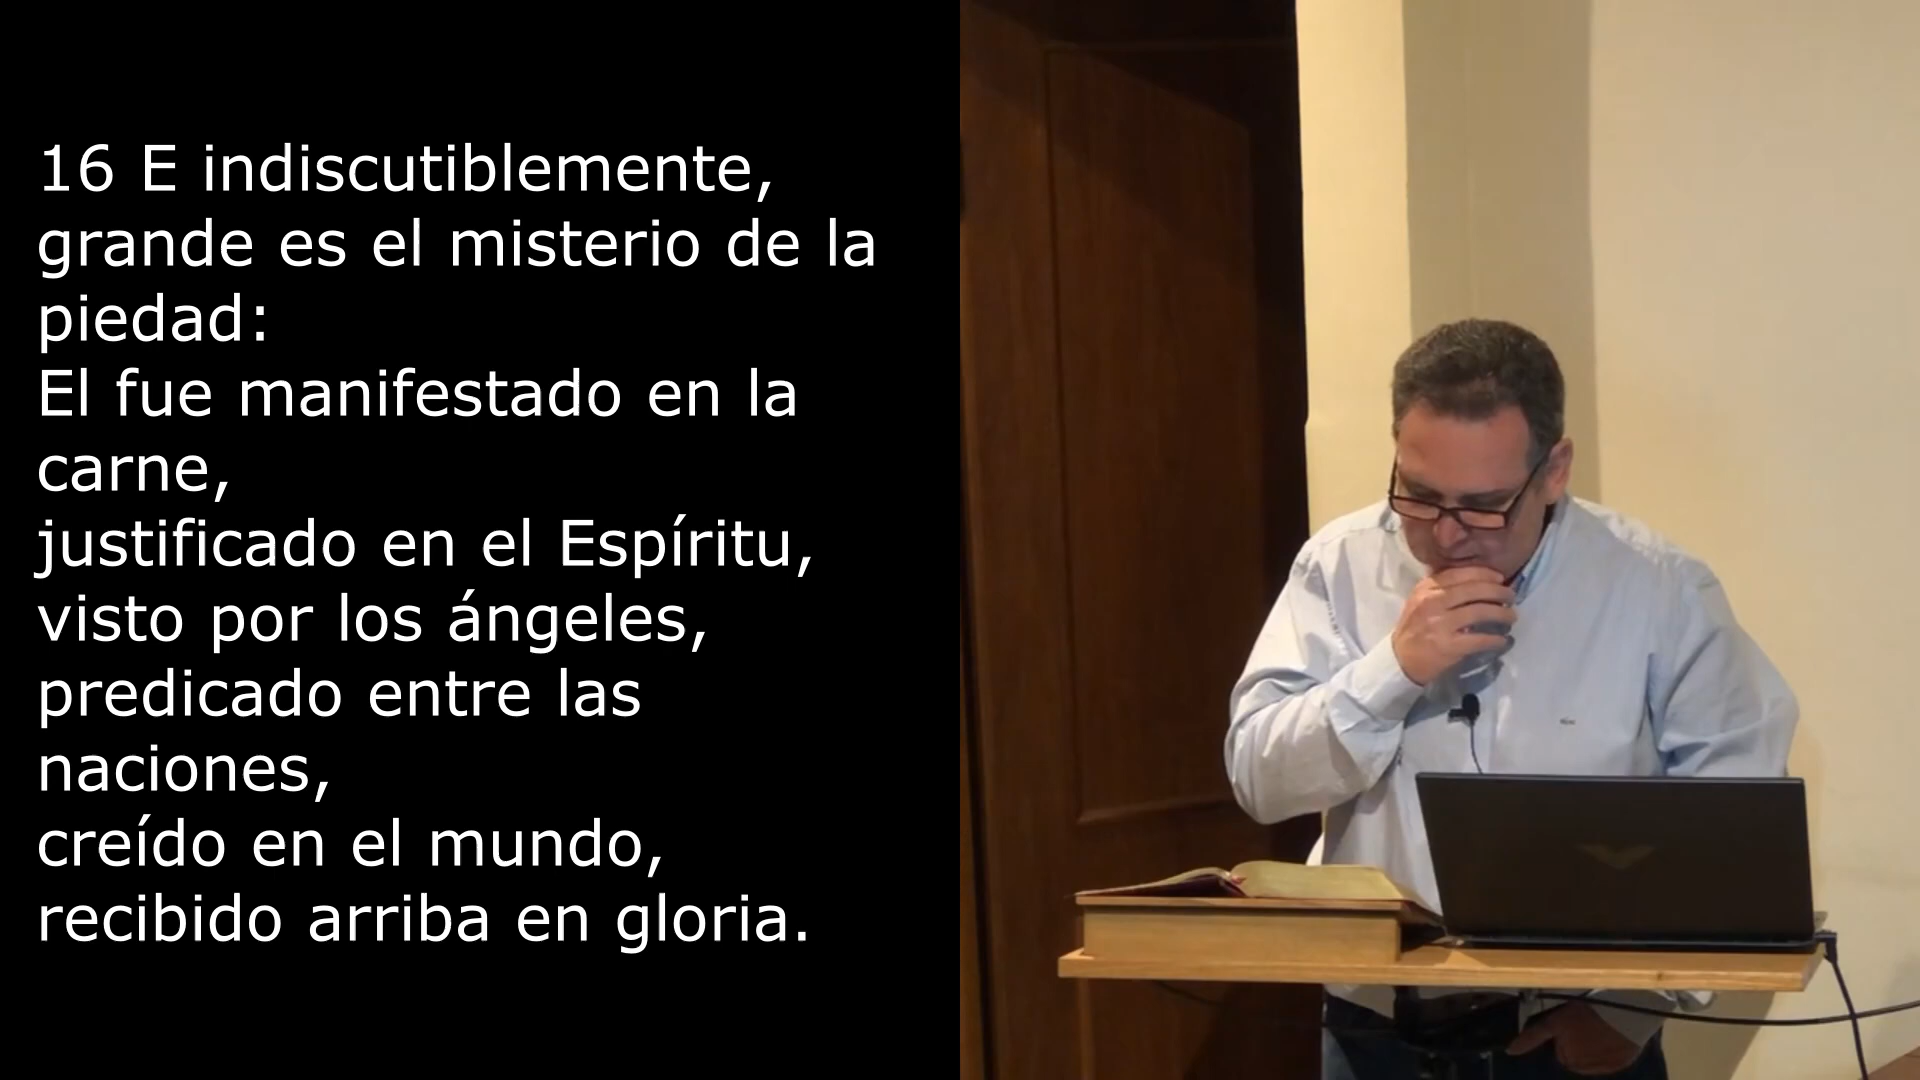 16 E indiscutiblemente,
grande es el misterio de la
piedad:
El fue manifestado en la
carne,
justificado en el Espíritu,
visto por los ángeles,
predicado entre las
naciones,
creído en el mundo,
recibido arriba en gloria.